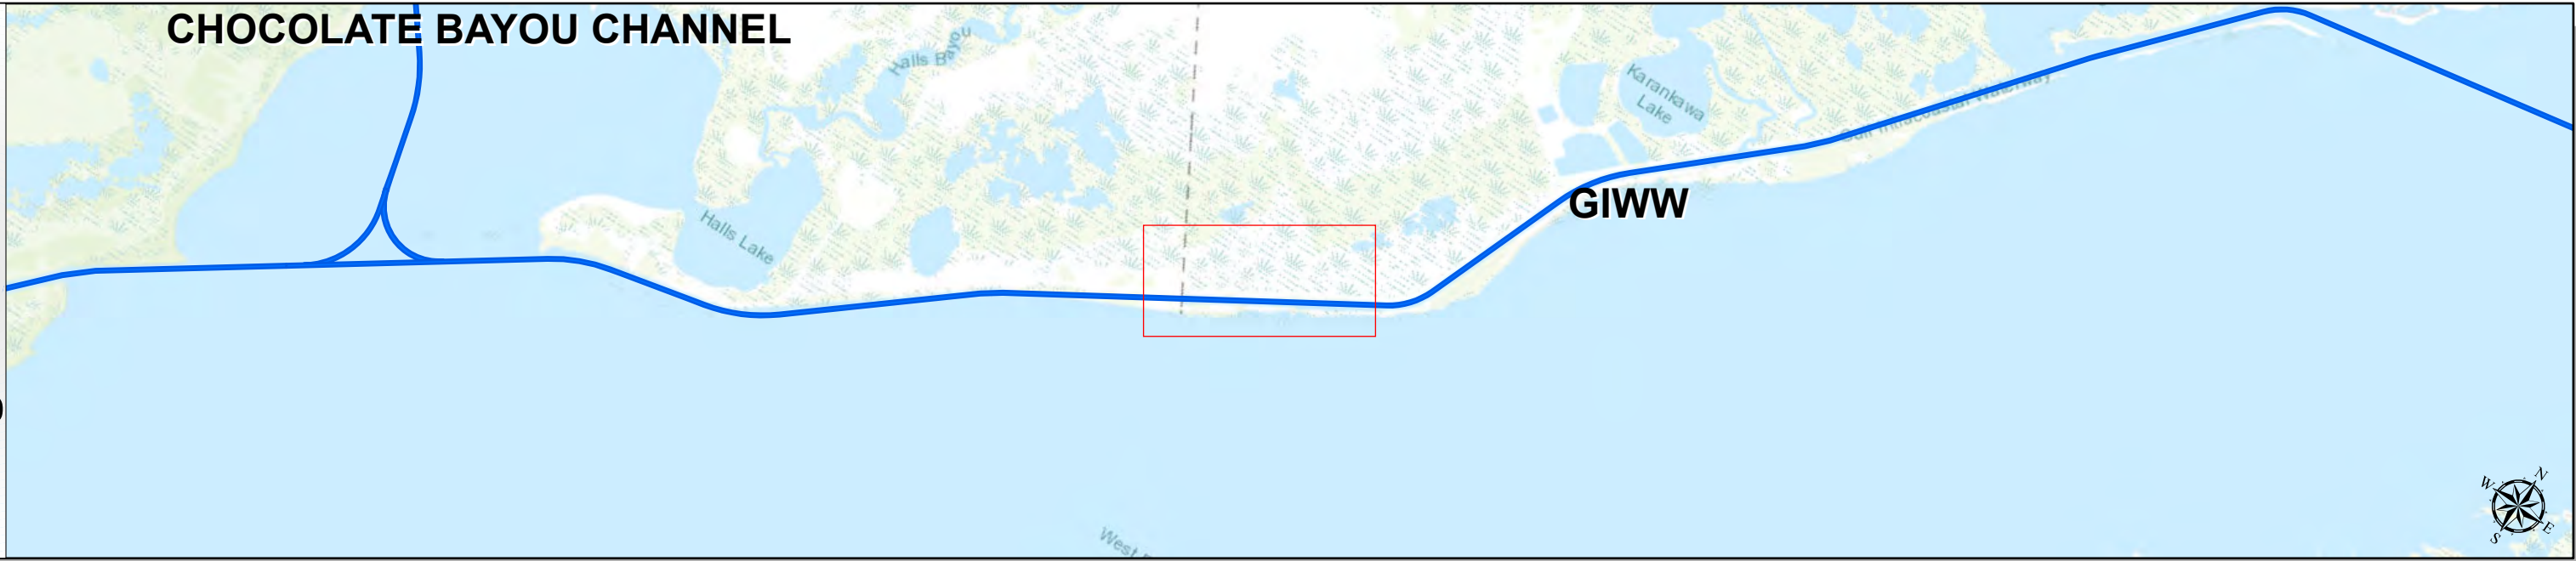 CHOCOLATE BAYOU CHANNEL
Halls Bayou
Karankawa
Lake
Gulf Intracoastal Waterway
GIWW
Halls Lake
West
N
W
E
S